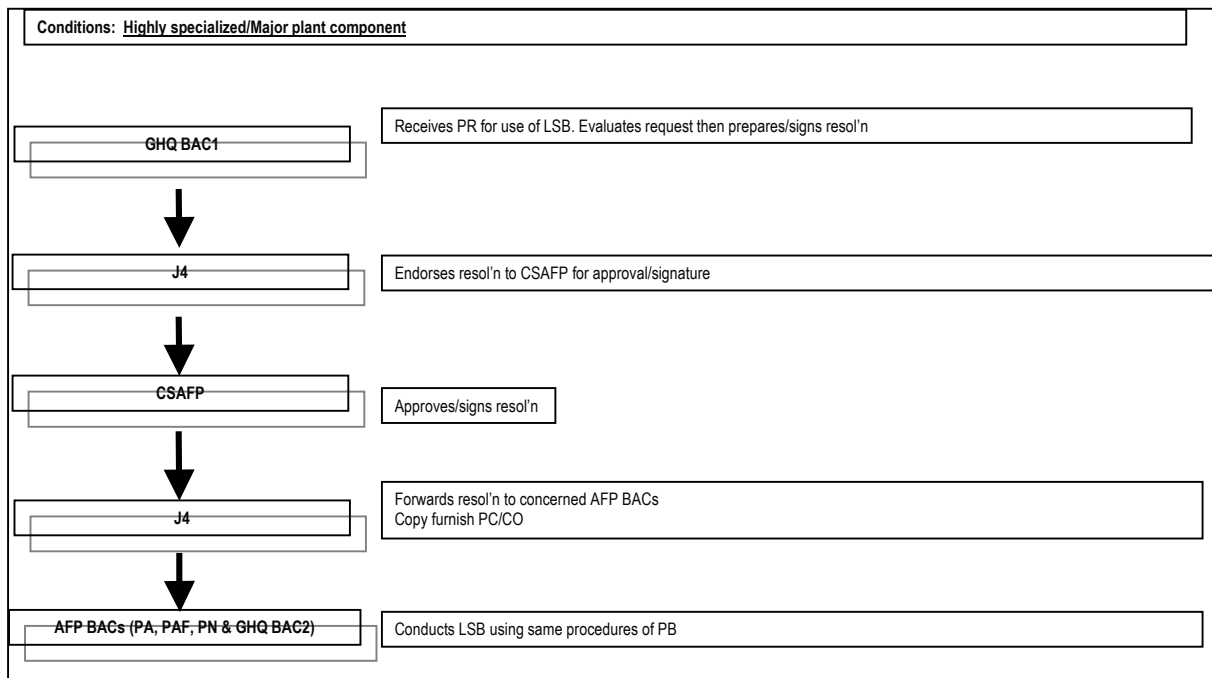 Conditions: Highly specialized/Major plant component
GHQ BAC1
Receives PR for use of LSB. Evaluates request then prepares/signs resol'n
J4
Endorses resol'n to CSAFP for approval/signature
CSAFP
Approves/signs resol'n
J4
Forwards resol'n to concerned AFP BACs
Copy furnish PC/CO
AFP BACs (PA, PAF, PN & GHQ BAC2)
Conducts LSB using same procedures of PB